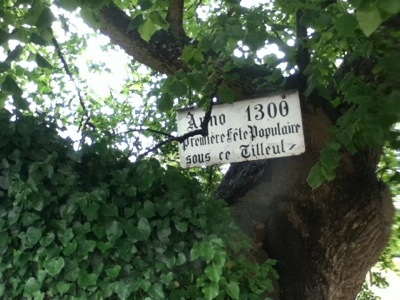 Anno 1300
Première Fête Populaire
sous ce Tilleul